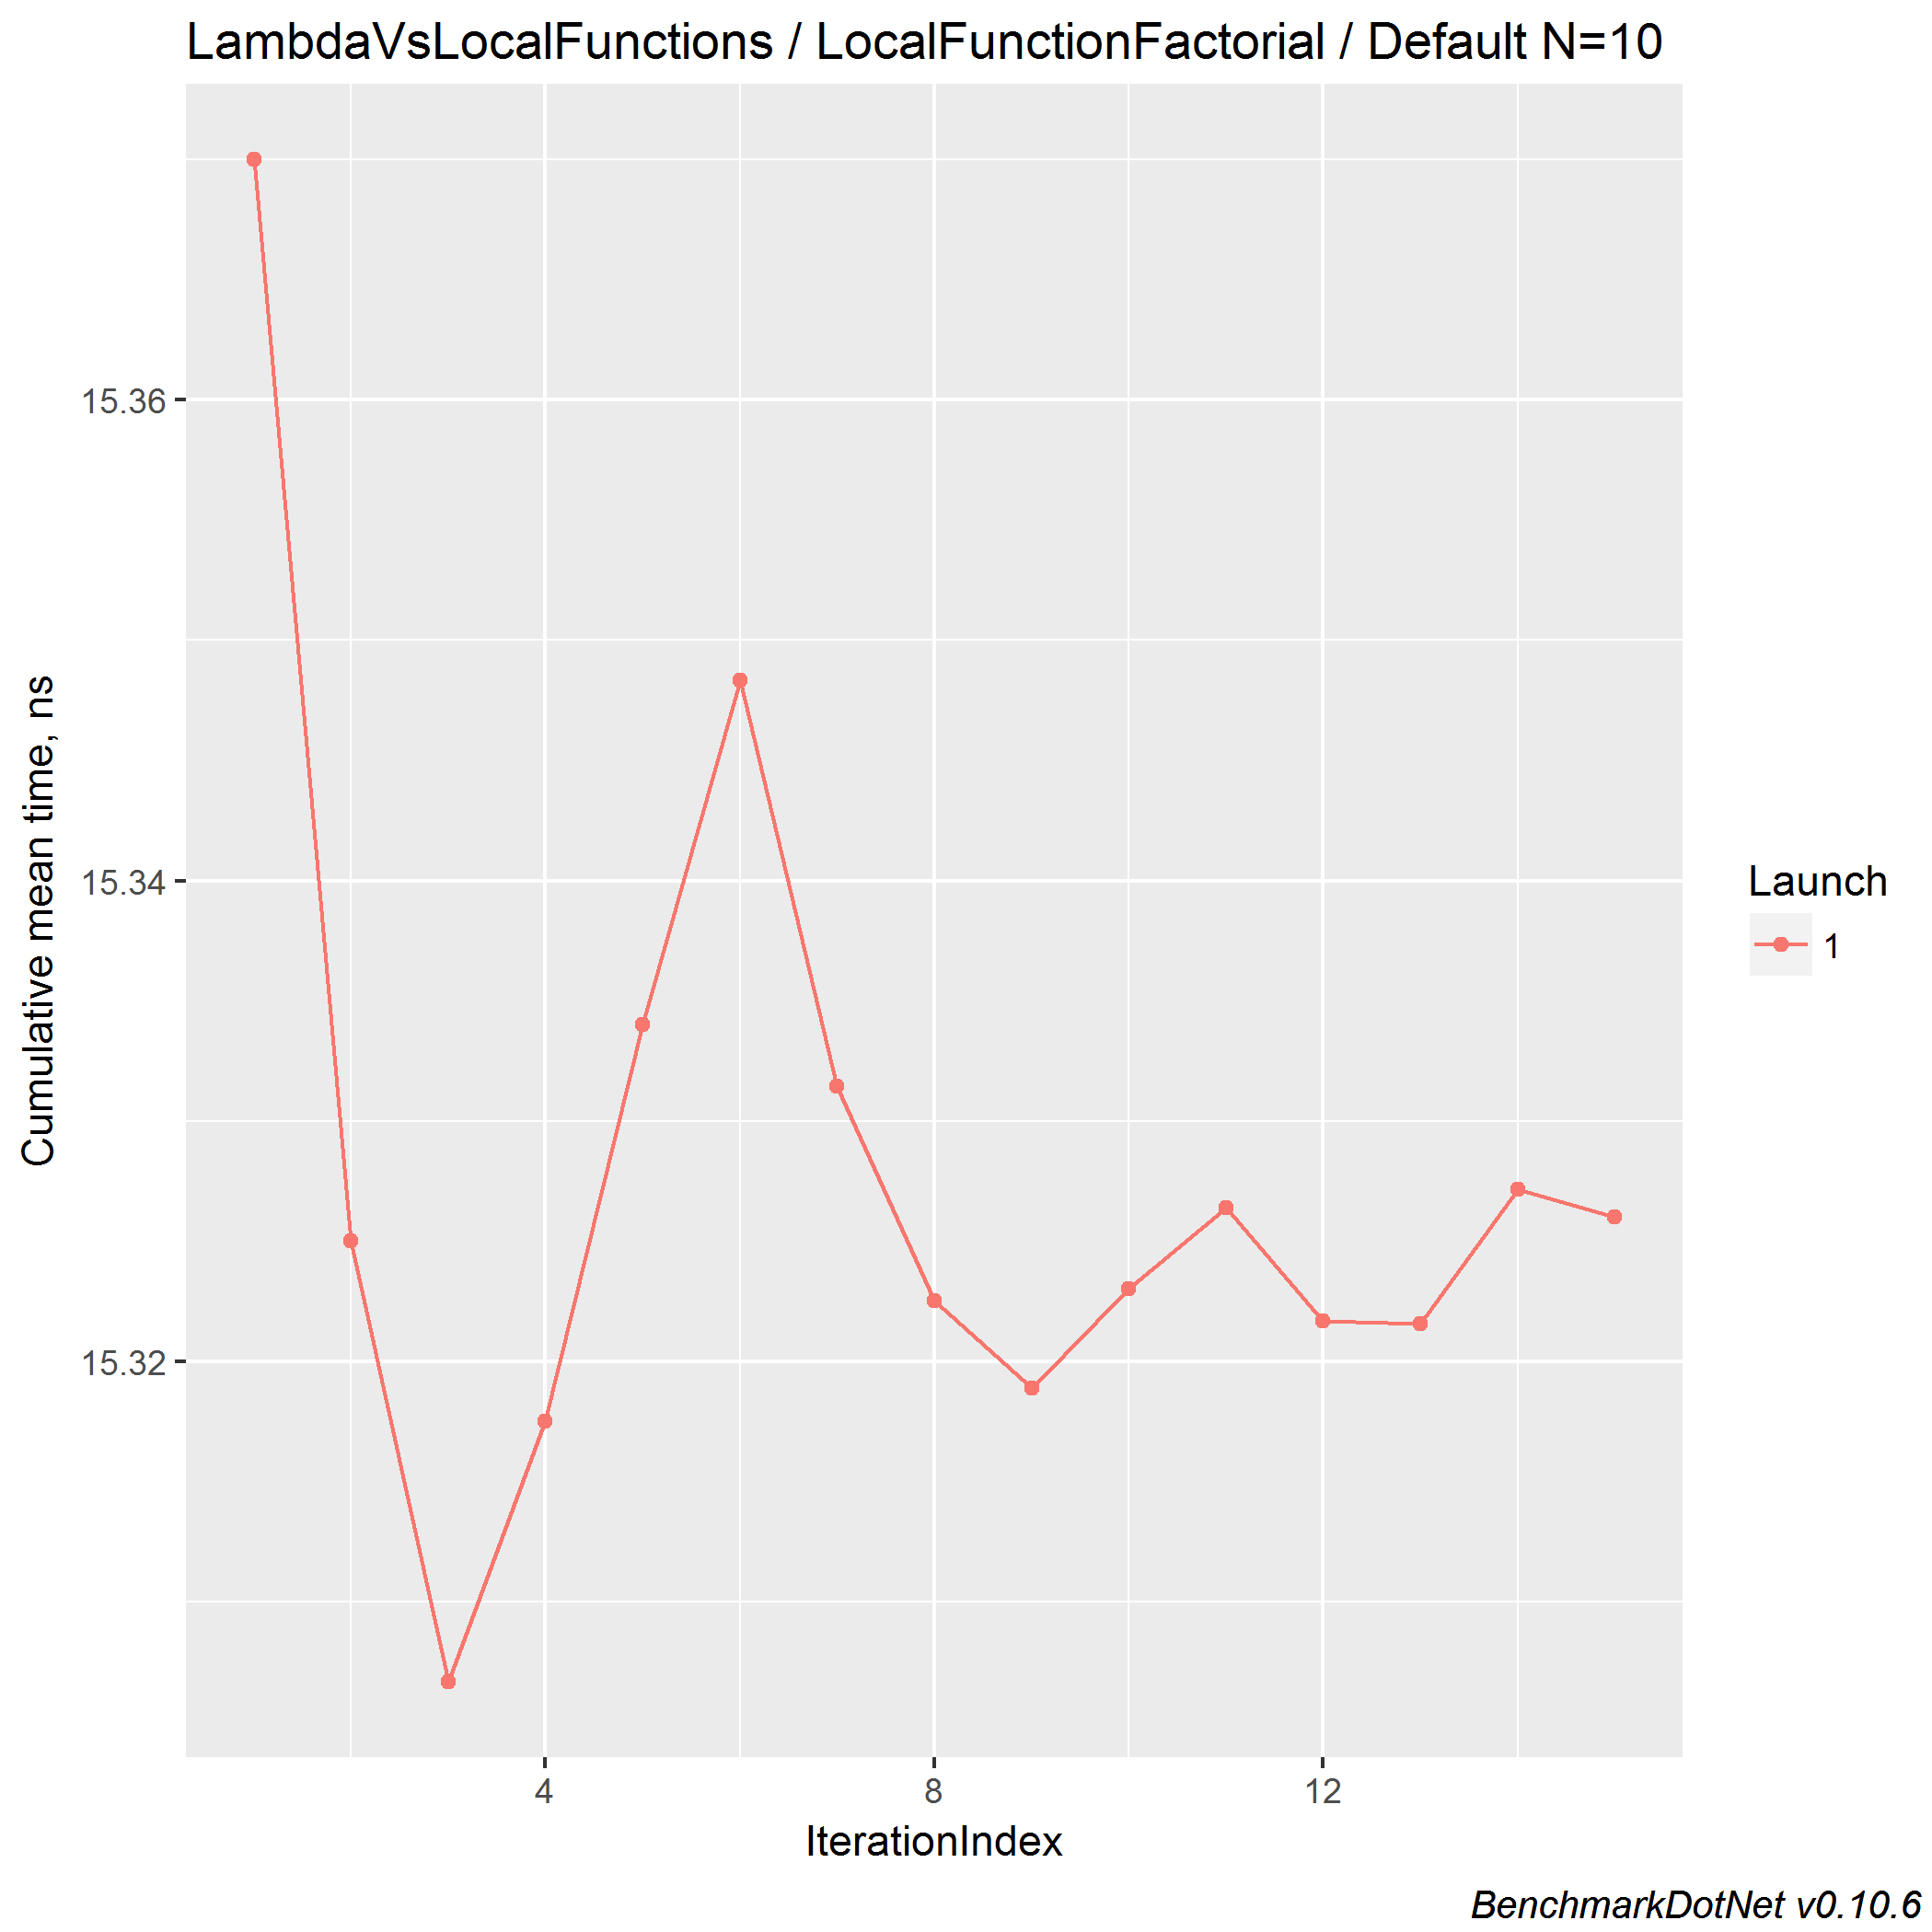 LambdaVsLocalFunctions / LocalFunctionFactorial / Default N=10
Cumulative mean time, ns
15.36
15.34
15.32
4 8 12
IterationIndex
Launch
1
BenchmarkDotNet v0.10.6